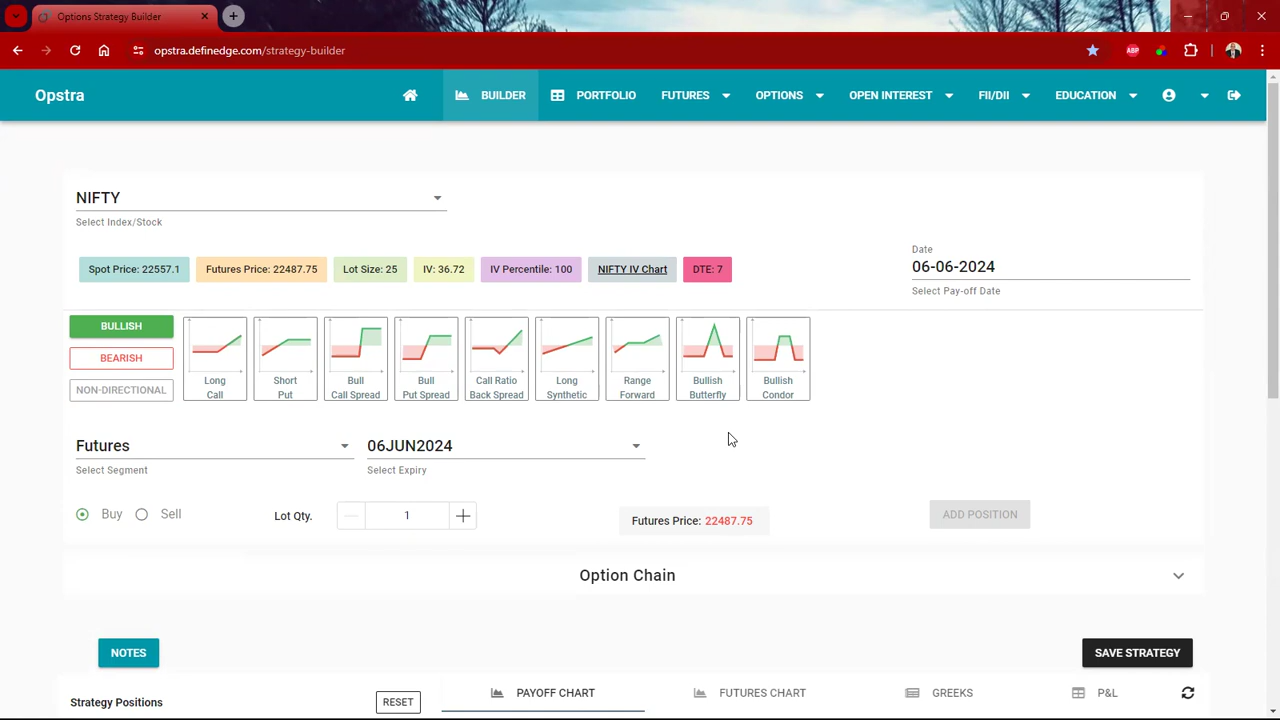 Options Strategy Builder
opstra.definedge.com/strategy-builder
ABP
Opstra
BUILDER
PORTFOLIO
FUTURES
OPTIONS
OPEN INTEREST
FII/DII
EDUCATION
NIFTY
Select Index/Stock
Spot Price: 22557.1
Futures Price: 22487.75
Lot Size: 25
IV: 36.72
IV Percentile: 100
NIFTY IV Chart
DTE: 7
Date
06-06-2024
Select Pay-off Date
BULLISH
BEARISH
NON-DIRECTIONAL
Long
Call
Short
Put
Bull
Call Spread
Bull
Put Spread
Call Ratio
Back Spread
Long
Synthetic
Range
Forward
Bullish
Butterfly
Bullish
Condor
Futures
Select Segment
06JUN2024
Select Expiry
Buy
Sell
Lot Qty.
1
Futures Price: 22487.75
ADD POSITION
Option Chain
NOTES
SAVE STRATEGY
Strategy Positions
RESET
PAYOFF CHART
FUTURES CHART
GREEKS
P&L